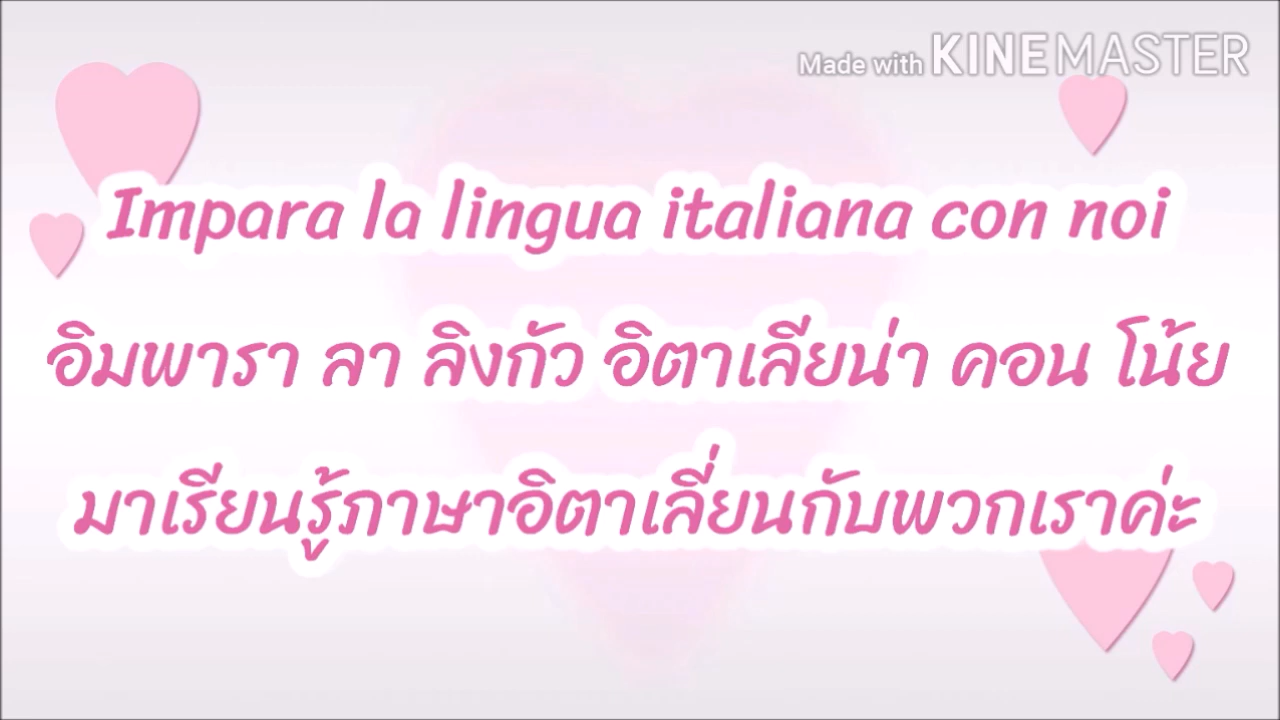 Made with KINEMASTER
Impara la lingua italiana con noi
อิมพารา ลา ลิงกัว อิตาเลียน่า คอน โน้ย
มาเรียนรู้ภาษาอิตาเลี่ยนกับพวกเราค่ะ